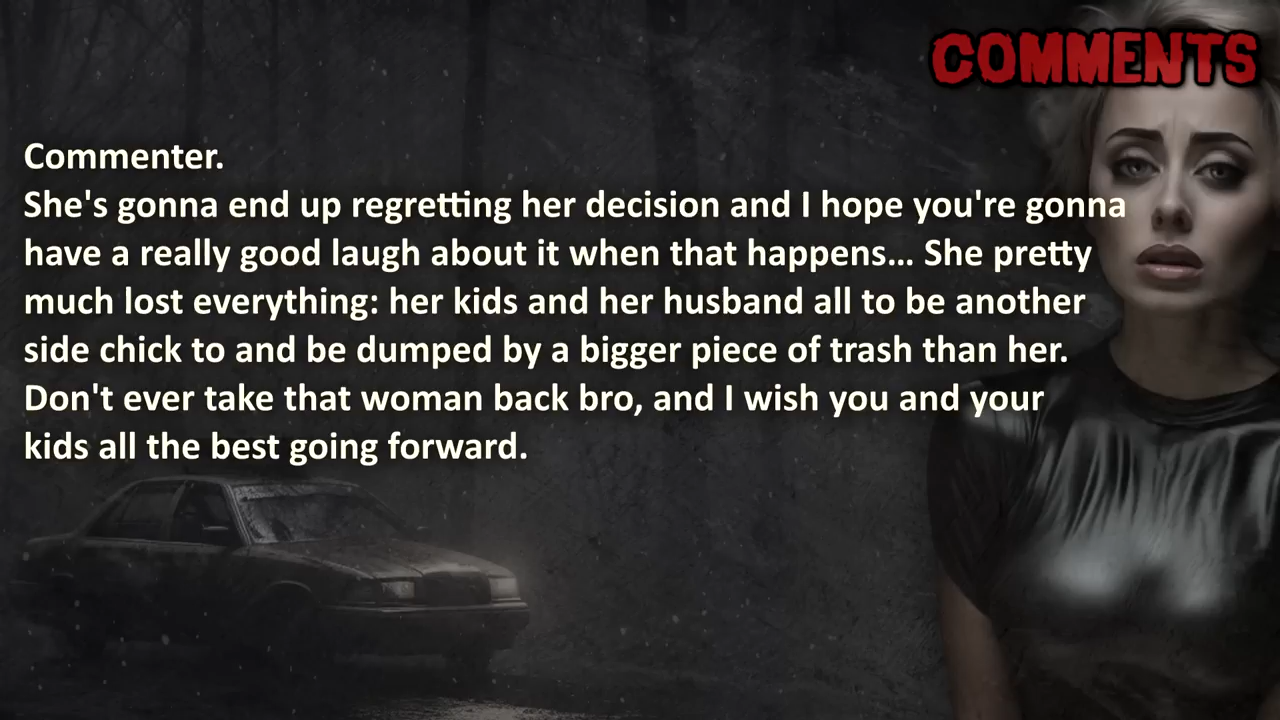 COMMENTS
Commenter.
She's gonna end up regretting her decision and I hope you're gonna
have a really good laugh about it when that happens... She pretty
much lost everything: her kids and her husband all to be another
side chick to and be dumped by a bigger piece of trash than her.
Don't ever take that woman back bro, and I wish you and your
kids all the best going forward.